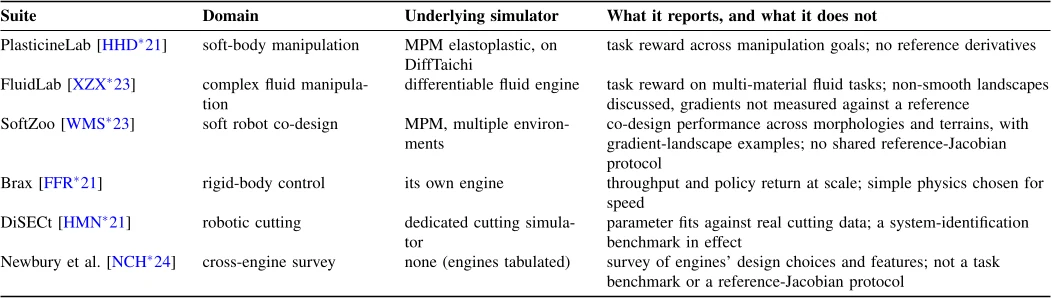 Suite Domain Underlying simulator What it reports, and what it does not
PlasticineLab [HHD*21] soft-body manipulation MPM elastoplastic, on task reward across manipulation goals; no reference derivatives
DiffTaichi
FluidLab [XZX*23] complex fluid manipula- differentiable fluid engine task reward on multi-material fluid tasks; non-smooth landscapes
tion discussed, gradients not measured against a reference
SoftZoo [WMS*23] soft robot co-design MPM, multiple environ- co-design performance across morphologies and terrains, with
ments gradient-landscape examples; no shared reference-Jacobian
protocol
Brax [FFR*21] rigid-body control its own engine throughput and policy return at scale; simple physics chosen for
speed
DiSECt [HMN*21] robotic cutting dedicated cutting simula- parameter fits against real cutting data; a system-identification
tor benchmark in effect
Newbury et al. [NCH*24] cross-engine survey none (engines tabulated) survey of engines' design choices and features; not a task
benchmark or a reference-Jacobian protocol